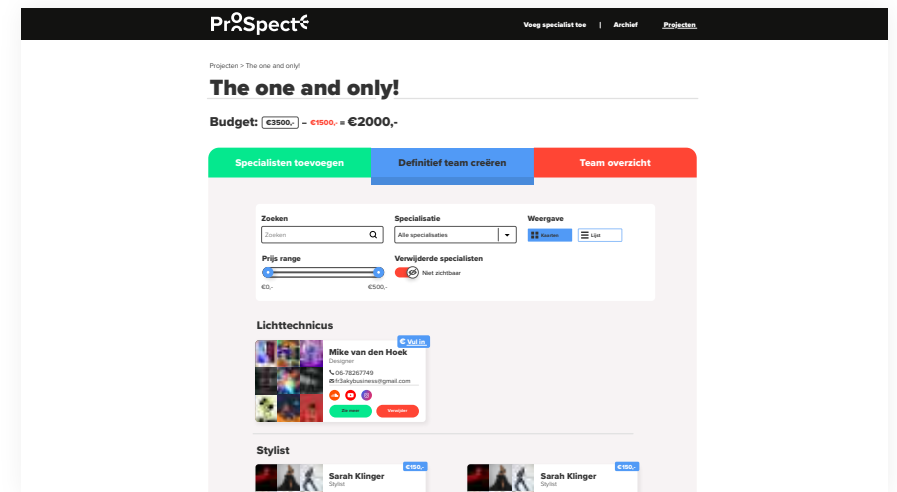 ProSpect
Voeg specialist toe | Archief Projecten
Projecten > The one and only!
The one and only!
Budget: €3500,- – €1500,- = €2000,-
Specialisten toevoegen Definitief team creëren Team overzicht
Zoeken Specialisatie Weergave
Zoeken Alle specialisaties Kaarten Lijst
Prijs range Verwijderde specialisten
Niet zichtbaar
€0,- €500,-
Lichttechnicus
€ Vul in
Mike van den Hoek
Designer
06-78267749
fr3akybusiness@gmail.com
Zie meer Verwijder
Stylist
€150,- €150,-
Sarah Klinger Sarah Klinger
Stylist Stylist